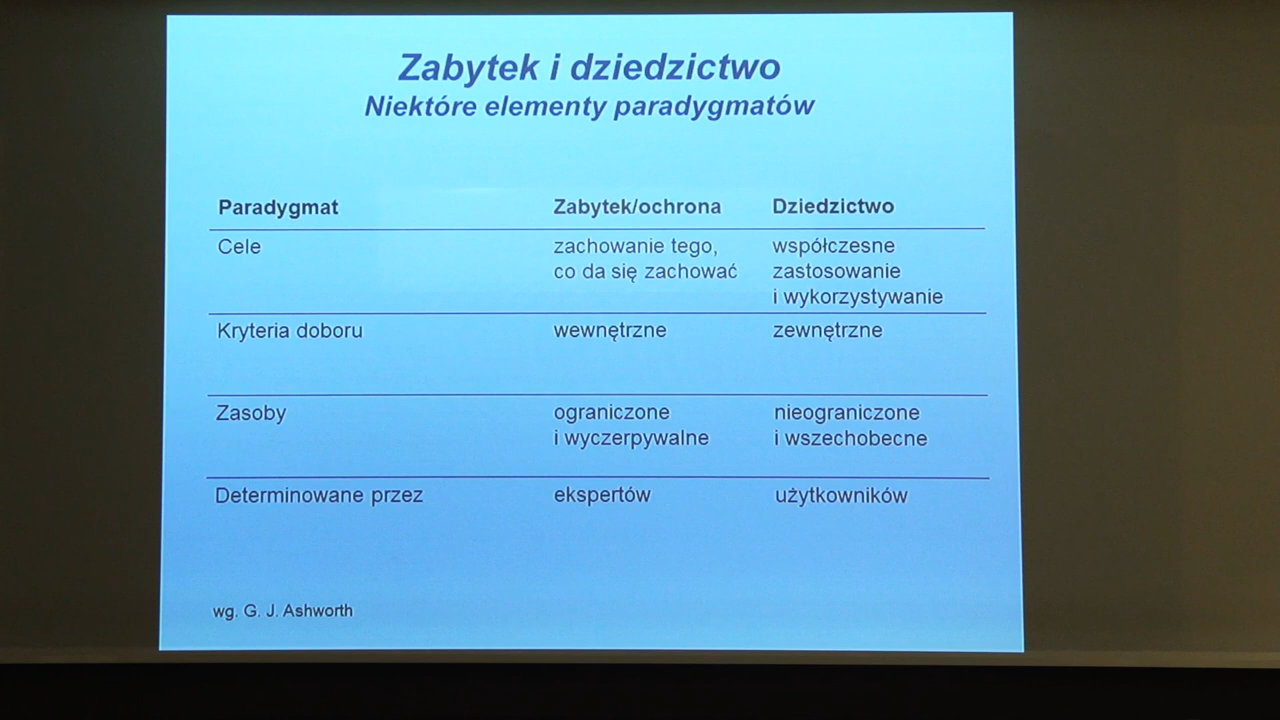 Zabytek i dziedzictwo
Niektóre elementy paradygmatów
Paradygmat Zabytek/ochrona Dziedzictwo
Cele zachowanie tego, współczesne
co da się zachować zastosowanie
i wykorzystywanie
Kryteria doboru wewnętrzne zewnętrzne
Zasoby ograniczone nieograniczone
i wyczerpywalne i wszechobecne
Determinowane przez ekspertów użytkowników
wg. G. J. Ashworth